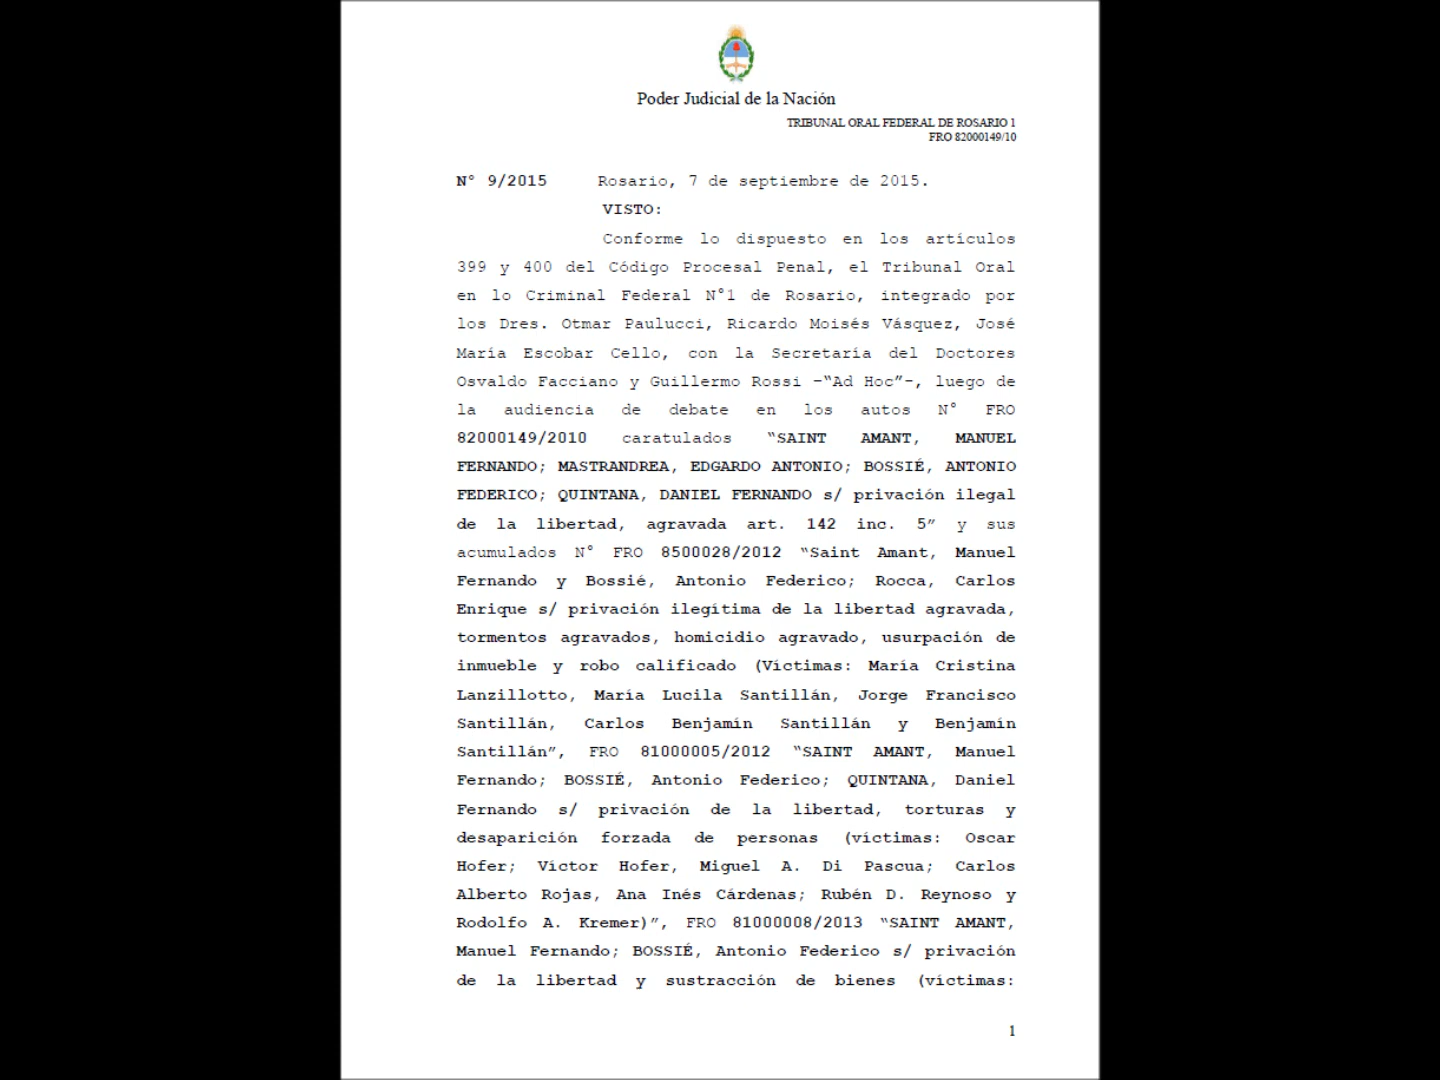 Poder Judicial de la Nación
TRIBUNAL ORAL FEDERAL DE ROSARIO 1
FRO 82000149/10
N° 9/2015 Rosario, 7 de septiembre de 2015.
VISTO:
Conforme lo dispuesto en los artículos
399 y 400 del Código Procesal Penal, el Tribunal Oral
en lo Criminal Federal N°1 de Rosario, integrado por
los Dres. Otmar Paulucci, Ricardo Moisés Vásquez, José
María Escobar Cello, con la Secretaría del Doctores
Osvaldo Facciano y Guillermo Rossi –“Ad Hoc”-, luego de
la audiencia de debate en los autos N° FRO
82000149/2010 caratulados “SAINT AMANT, MANUEL
FERNANDO; MASTRANDREA, EDGARDO ANTONIO; BOSSIÉ, ANTONIO
FEDERICO; QUINTANA, DANIEL FERNANDO s/ privación ilegal
de la libertad, agravada art. 142 inc. 5” y sus
acumulados N° FRO 8500028/2012 “Saint Amant, Manuel
Fernando y Bossié, Antonio Federico; Rocca, Carlos
Enrique s/ privación ilegítima de la libertad agravada,
tormentos agravados, homicidio agravado, usurpación de
inmueble y robo calificado (Víctimas: María Cristina
Lanzillotto, María Lucila Santillán, Jorge Francisco
Santillán, Carlos Benjamín Santillán y Benjamín
Santillán”, FRO 81000005/2012 “SAINT AMANT, Manuel
Fernando; BOSSIÉ, Antonio Federico; QUINTANA, Daniel
Fernando s/ privación de la libertad, torturas y
desaparición forzada de personas (víctimas: Oscar
Hofer; Víctor Hofer, Miguel A. Di Pascua; Carlos
Alberto Rojas, Ana Inés Cárdenas; Rubén D. Reynoso y
Rodolfo A. Kremer)”, FRO 81000008/2013 “SAINT AMANT,
Manuel Fernando; BOSSIÉ, Antonio Federico s/ privación
de la libertad y sustracción de bienes (víctimas:
1